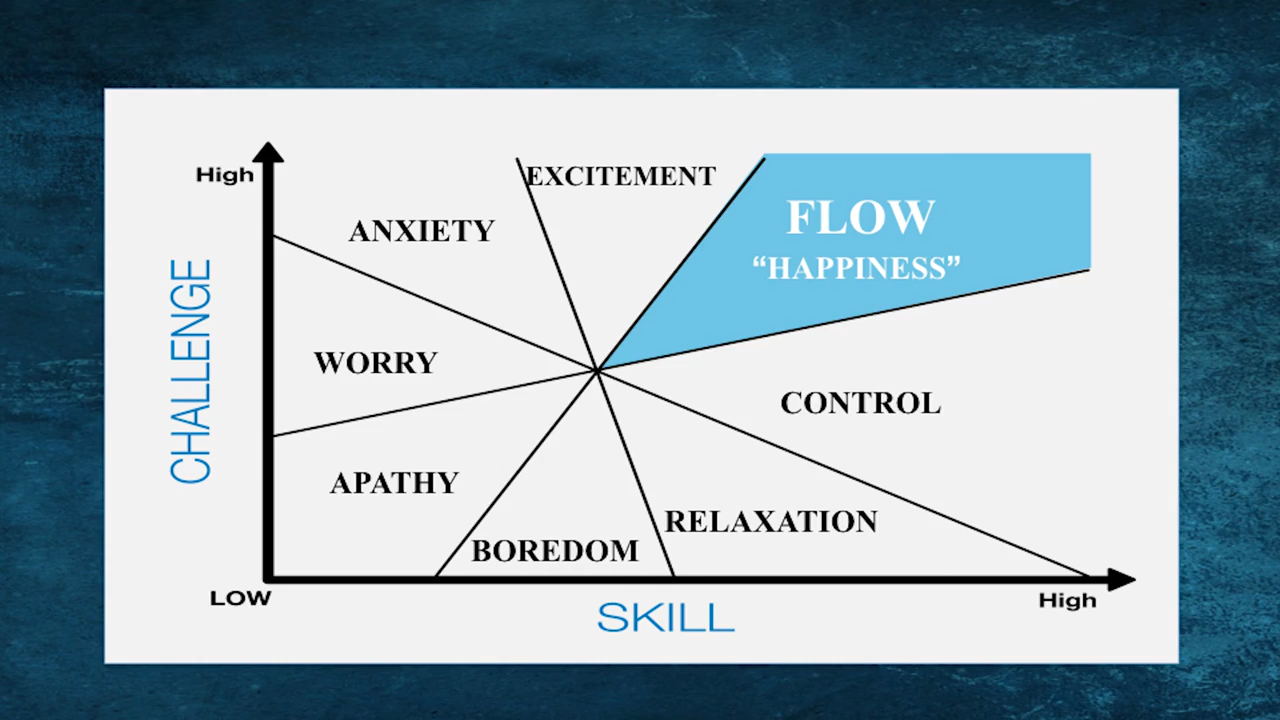 High
EXCITEMENT
FLOW
ANXIETY
“HAPPINESS”
CHALLENGE
WORRY
CONTROL
APATHY
RELAXATION
BOREDOM
LOW
High
SKILL